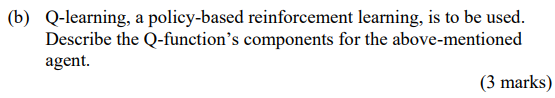 (b) Q-learning, a policy-based reinforcement learning, is to be used.
Describe the Q-function’s components for the above-mentioned
agent.
(3 marks)